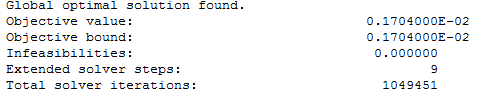 Global optimal solution found.
Objective value: 0.1704000E-02
Objective bound: 0.1704000E-02
Infeasibilities: 0.000000
Extended solver steps: 9
Total solver iterations: 1049451